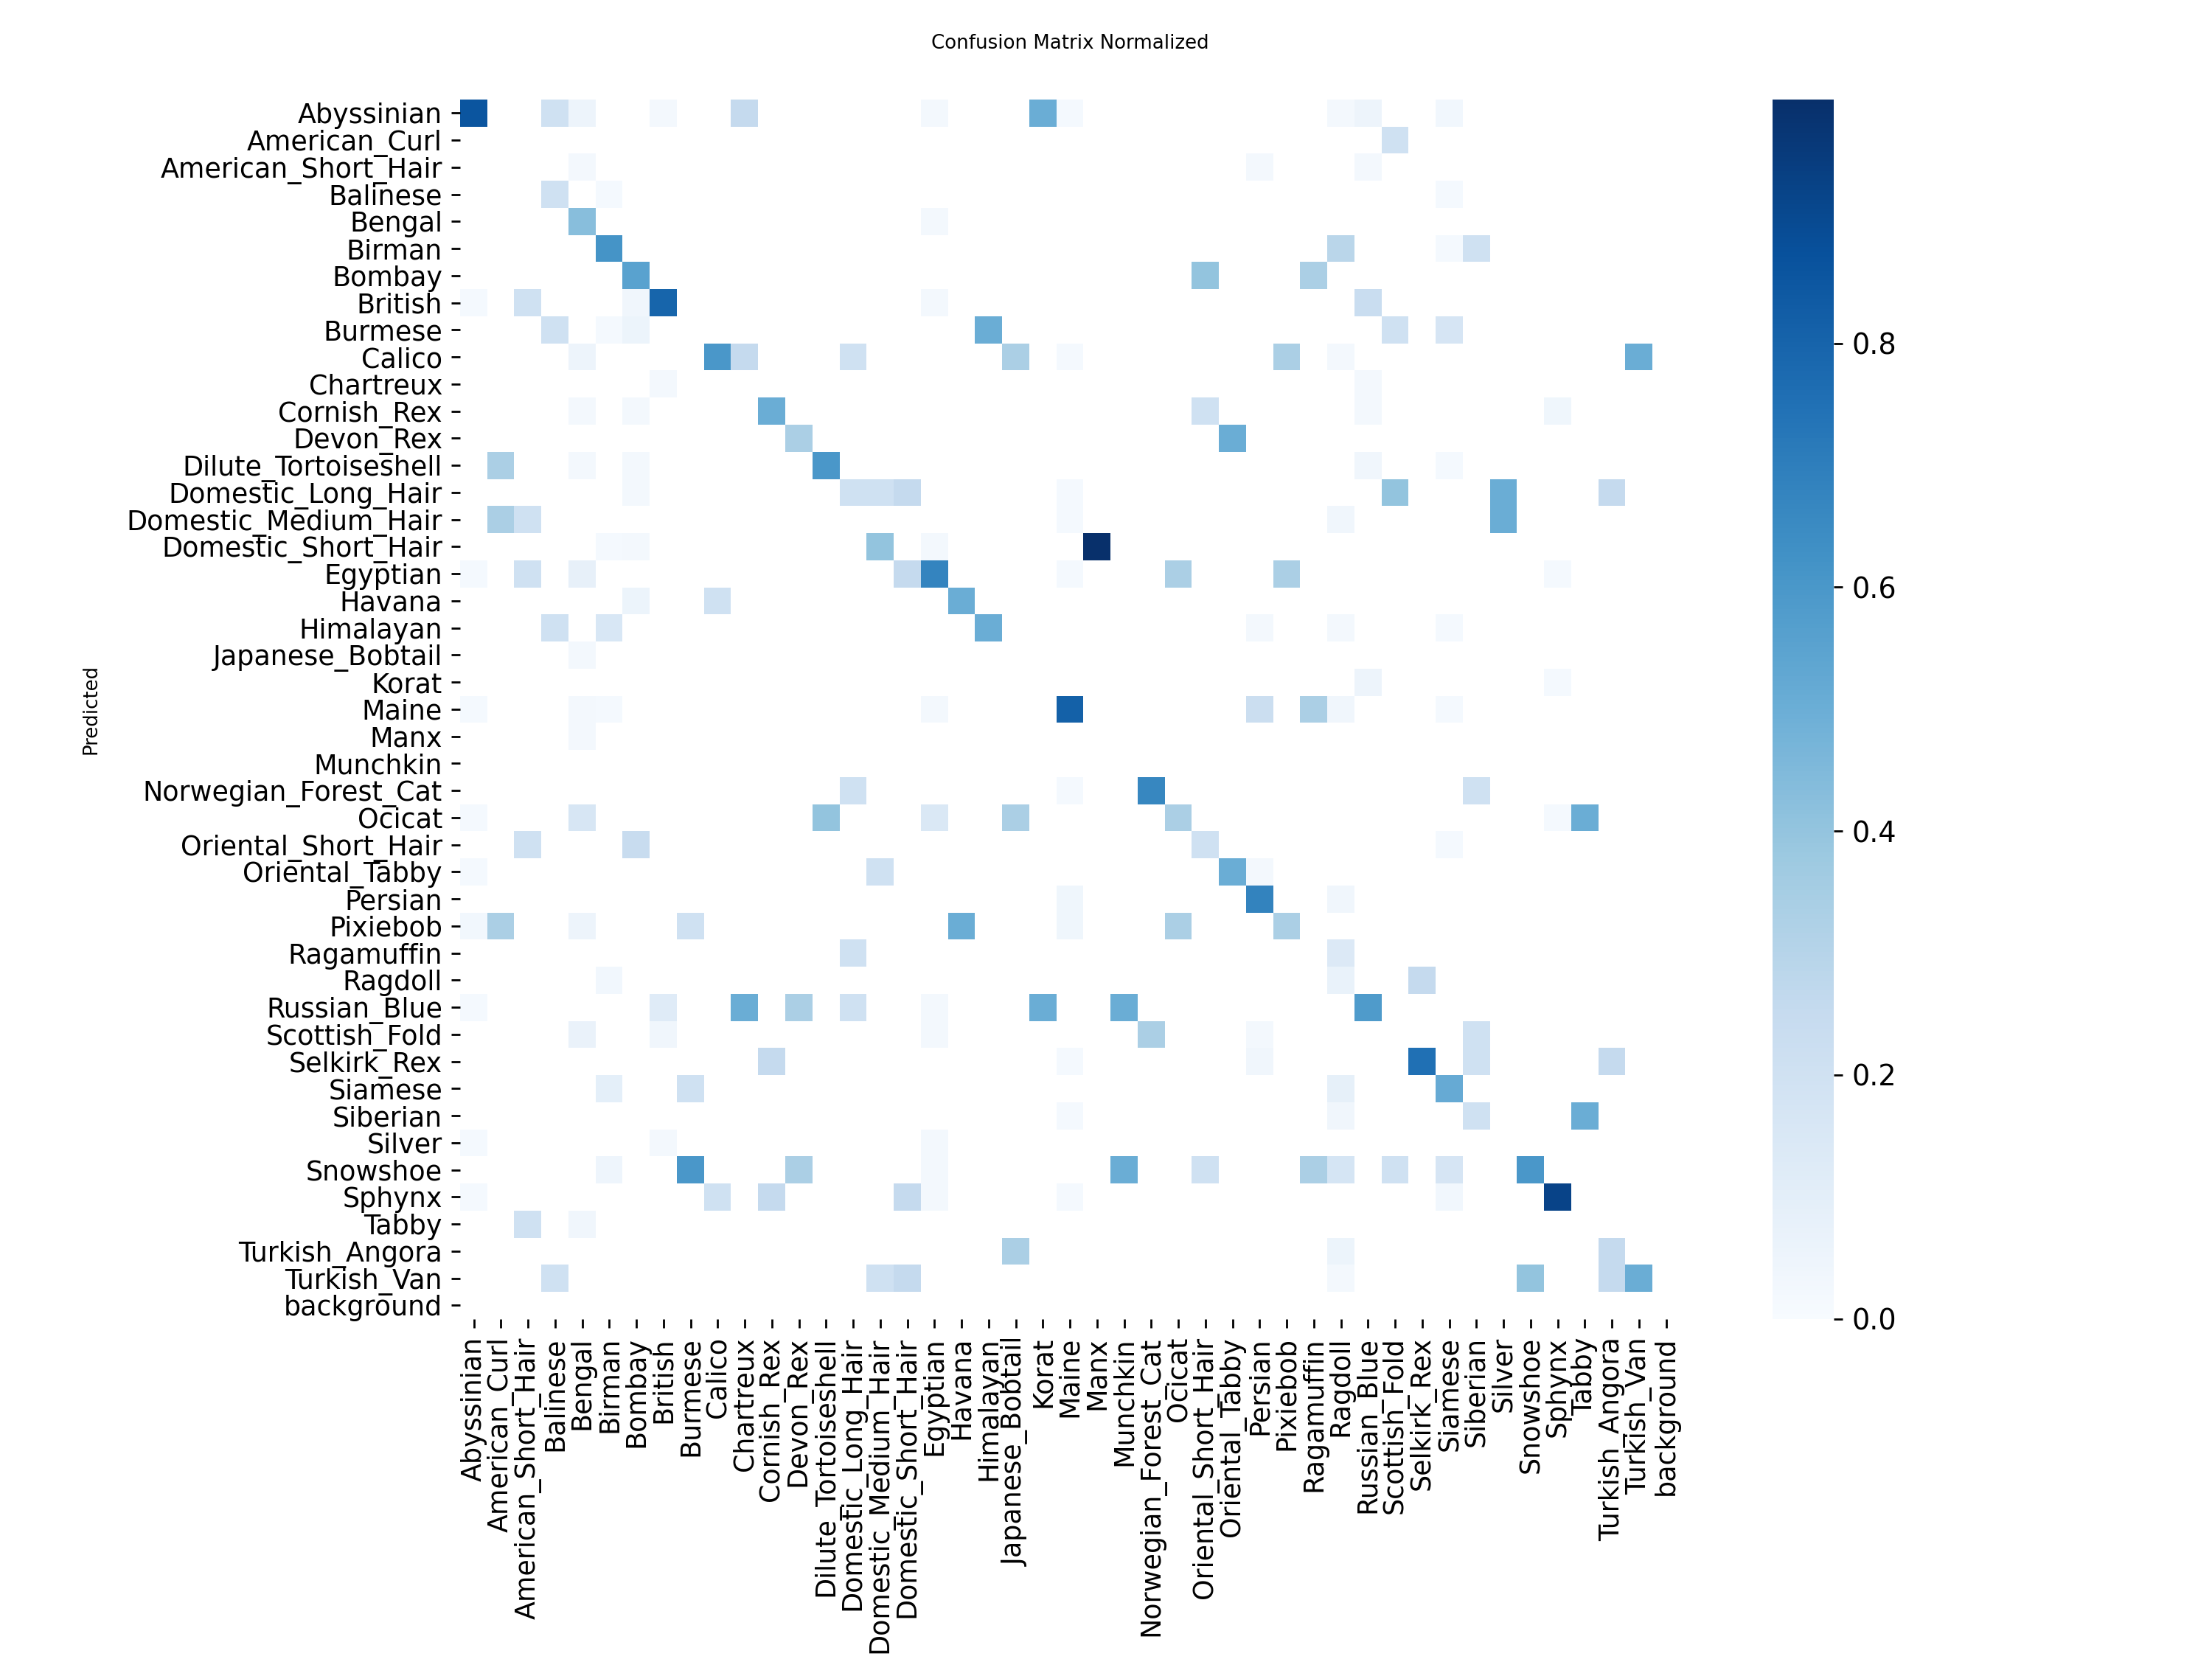 Confusion Matrix Normalized
Abyssinian
American_Curl
American_Short_Hair
Balinese
Bengal
Birman
Bombay
British
Burmese
Calico
Chartreux
Cornish_Rex
Devon_Rex
Dilute_Tortoiseshell
Domestic_Long_Hair
Domestic_Medium_Hair
Domestic_Short_Hair
Egyptian
Havana
Himalayan
Japanese_Bobtail
Korat
Maine
Manx
Munchkin
Norwegian_Forest_Cat
Ocicat
Oriental_Short_Hair
Oriental_Tabby
Persian
Pixiebob
Ragamuffin
Ragdoll
Russian_Blue
Scottish_Fold
Selkirk_Rex
Siamese
Siberian
Silver
Snowshoe
Sphynx
Tabby
Turkish_Angora
Turkish_Van
background
Predicted
Abyssinian
American_Curl
American_Short_Hair
Balinese
Bengal
Birman
Bombay
British
Burmese
Calico
Chartreux
Cornish_Rex
Devon_Rex
Dilute_Tortoiseshell
Domestic_Long_Hair
Domestic_Medium_Hair
Domestic_Short_Hair
Egyptian
Havana
Himalayan
Japanese_Bobtail
Korat
Maine
Manx
Munchkin
Norwegian_Forest_Cat
Ocicat
Oriental_Short_Hair
Oriental_Tabby
Persian
Pixiebob
Ragamuffin
Ragdoll
Russian_Blue
Scottish_Fold
Selkirk_Rex
Siamese
Siberian
Silver
Snowshoe
Sphynx
Tabby
Turkish_Angora
Turkish_Van
background
0.8
0.6
0.4
0.2
0.0